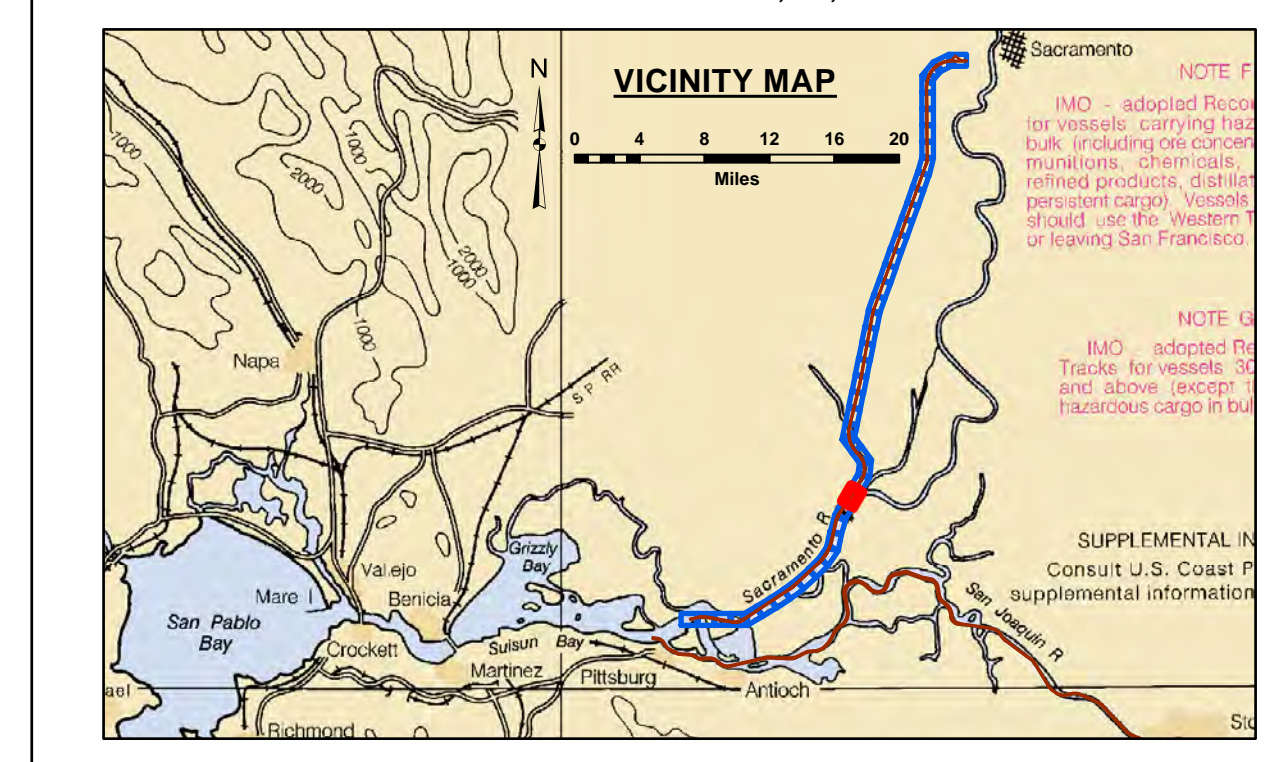 VICINITY MAP
N
0 4 8 12 16 20
Miles
Sacramento
NOTE F
IMO - adopted Recor
for vessels carrying haz
bulk (including ore concen
munitions, chemicals,
refined products, distillat
persistent cargo). Vessels
should use the Western T
or leaving San Francisco.
NOTE G
IMO - adopted Re
Tracks for vessels 30
and above (except t
hazardous cargo in bul
1000
1000
2000
2000
1000
1000
Napa
S P RR
Grizzly
Bay
Sacramento R
SUPPLEMENTAL IN
Consult U.S. Coast P
supplemental information
Vallejo
Mare I
Benicia
San Pablo
Bay
Crockett
Suisun Bay
Martinez
Pittsburg
Antioch
San Joaquin R
ael
Richmond
Sto